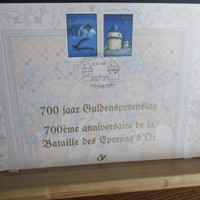 700 jaar Guldensporenslag
700ème anniversaire de la
Bataille des Eperons d'Or